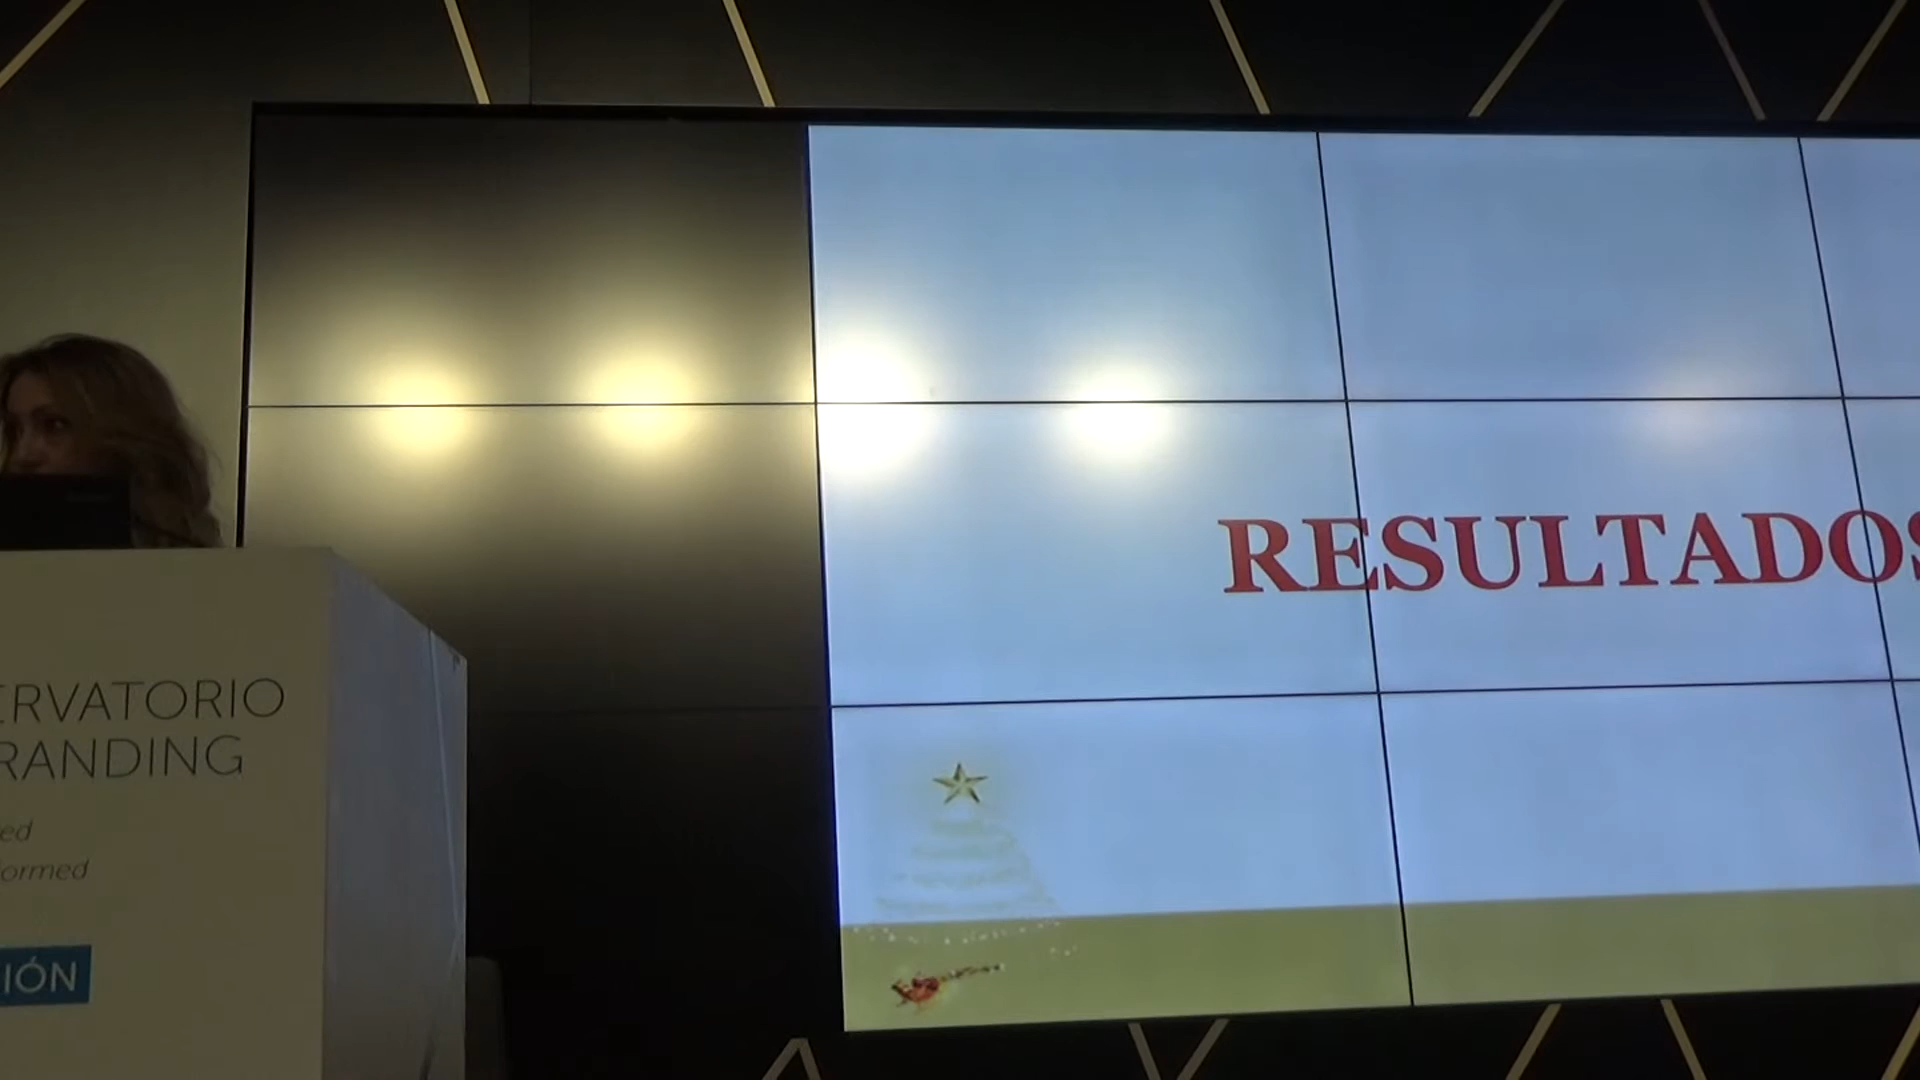 RESULTADOS
ERVATORIO
RANDING
ed
ormed
IÓN